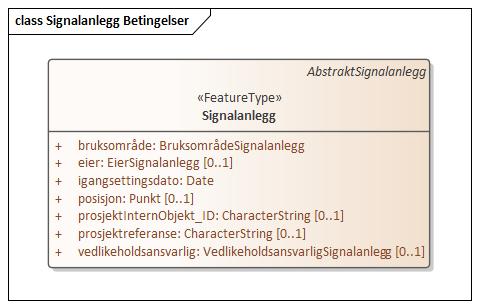 class Signalanlegg Betingelser
AbstraktSignalanlegg
«FeatureType»
Signalanlegg
+ bruksområde: BruksområdeSignalanlegg
+ eier: EierSignalanlegg [0..1]
+ igangsettingsdato: Date
+ posisjon: Punkt [0..1]
+ prosjektInternObjekt_ID: CharacterString [0..1]
+ prosjektreferanse: CharacterString [0..1]
+ vedlikeholdsansvarlig: VedlikeholdsansvarligSignalanlegg [0..1]